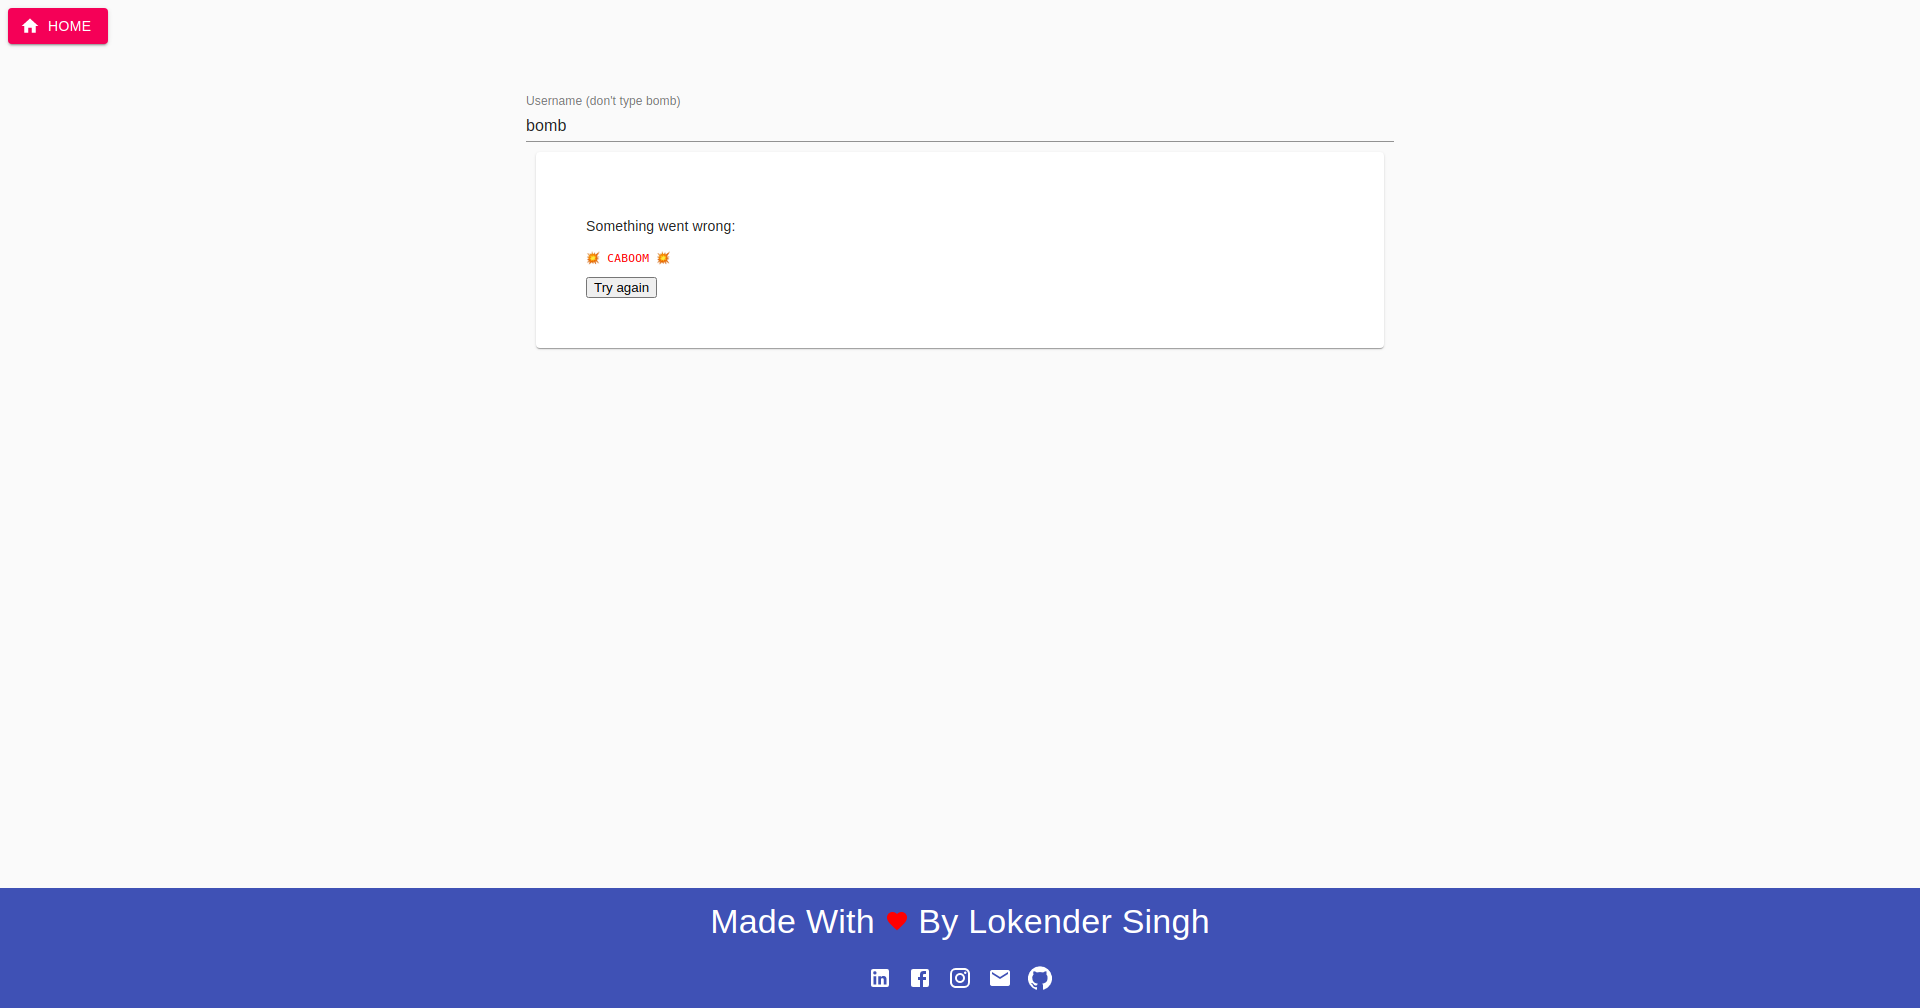 HOME
Username (don't type bomb)
bomb
Something went wrong:
💥 CABOOM 💥
Try again
Made With ❤ By Lokender Singh